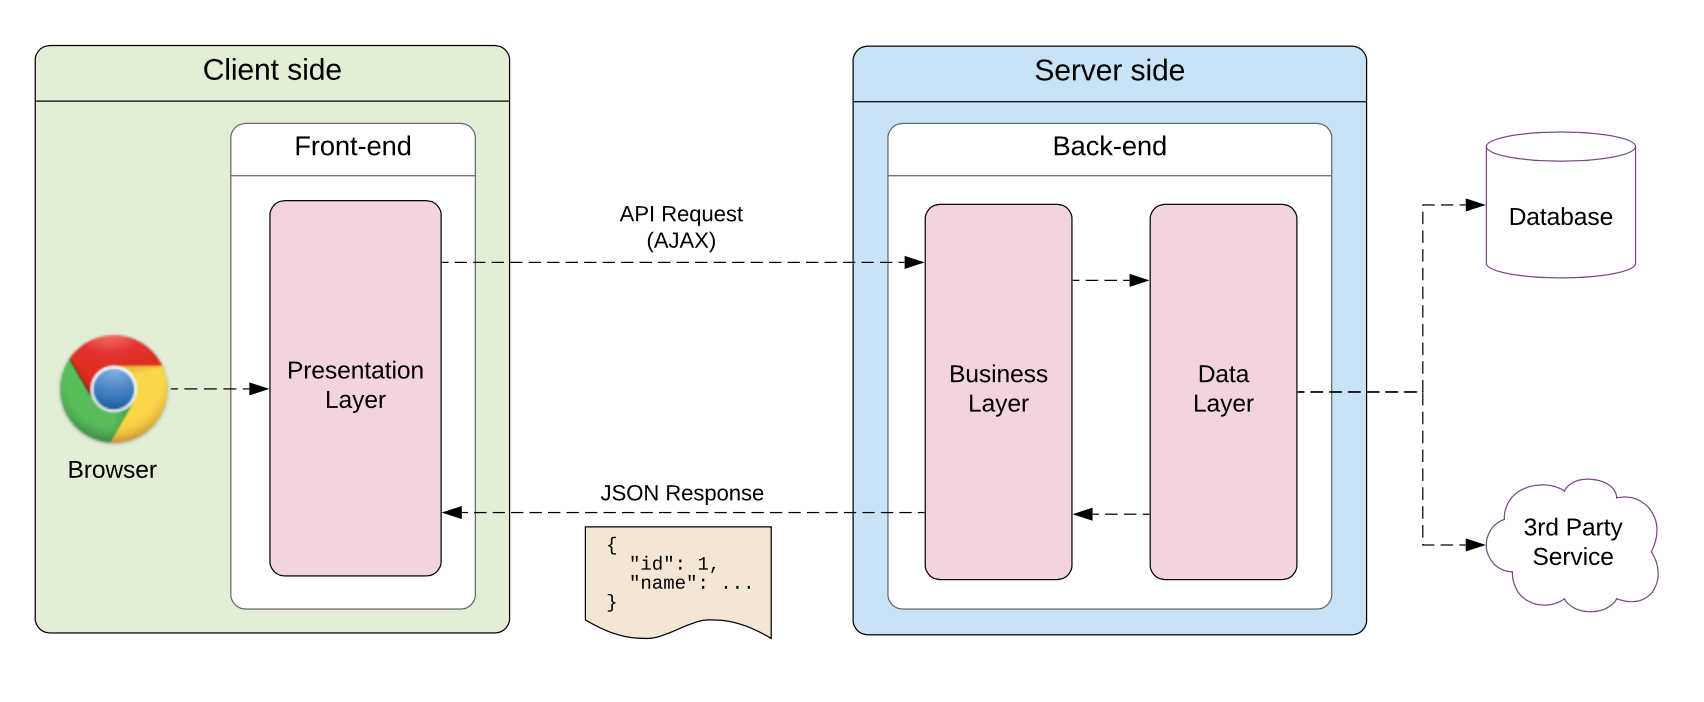 Client side
Front-end
Presentation
Layer
Browser
API Request
(AJAX)
JSON Response
{
  "id": 1,
  "name": ...
}
Server side
Back-end
Business
Layer
Data
Layer
Database
3rd Party
Service